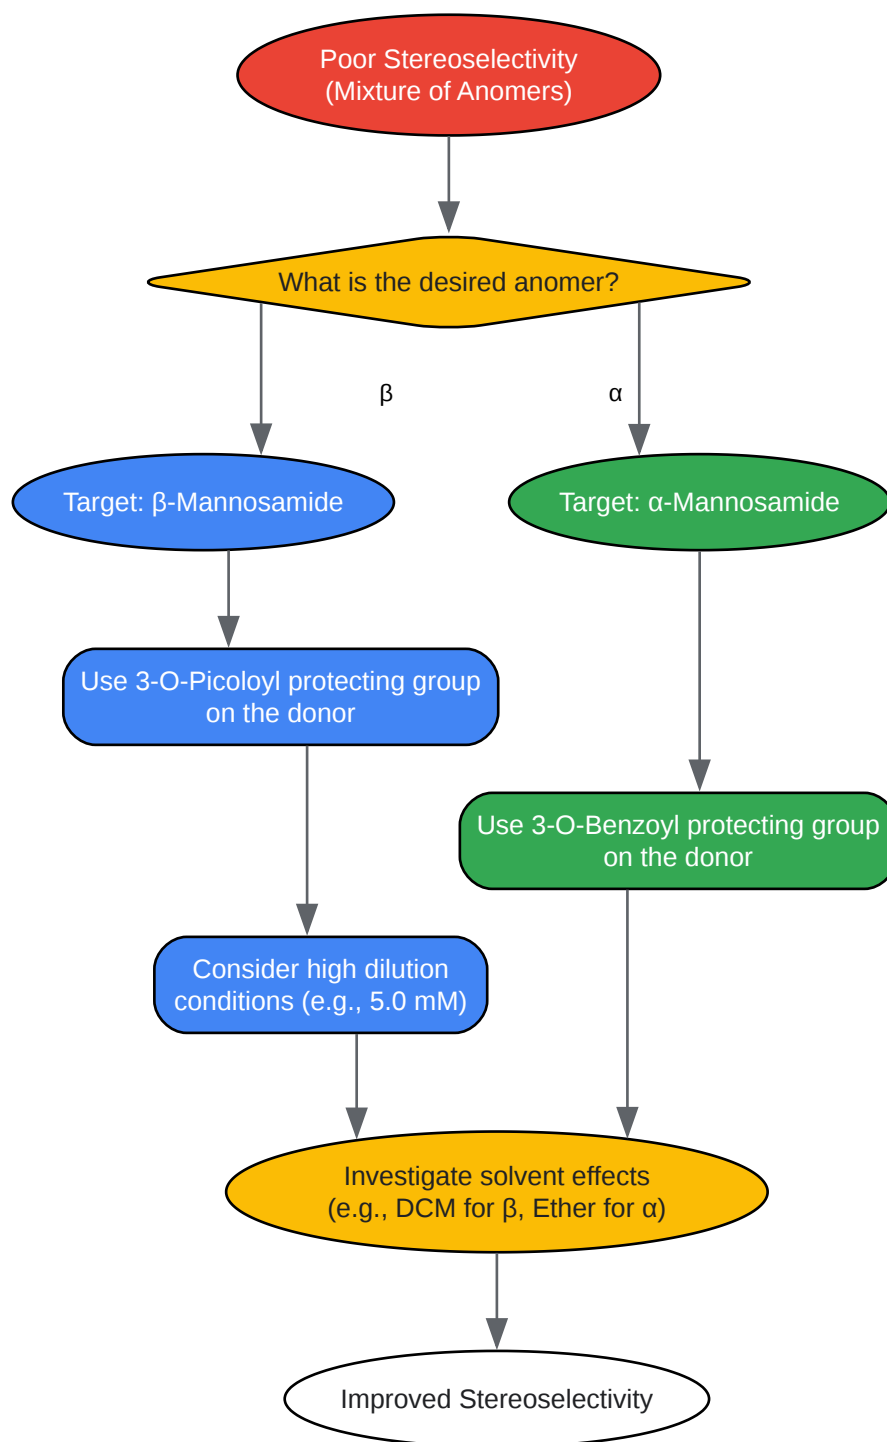 Poor Stereoselectivity
(Mixture of Anomers)
What is the desired anomer?
β
α
Target: β-Mannosamide
Target: α-Mannosamide
Use 3-O-Picoloyl protecting group
on the donor
Use 3-O-Benzoyl protecting group
on the donor
Consider high dilution
conditions (e.g., 5.0 mM)
Investigate solvent effects
(e.g., DCM for β, Ether for α)
Improved Stereoselectivity